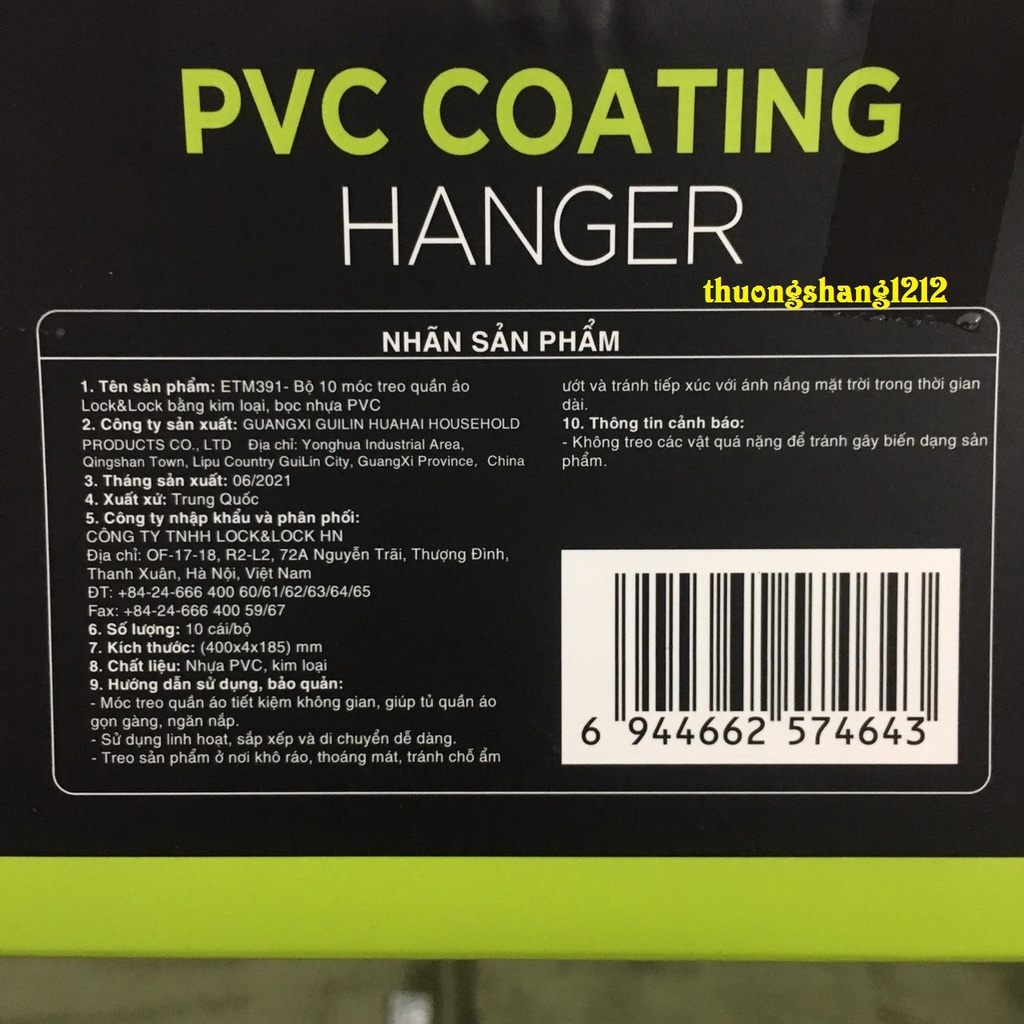 PVC COATING
HANGER
thuongshang1212
NHÃN SẢN PHẨM
1. Tên sản phẩm: ETM391- Bộ 10 móc treo quần áo
Lock&Lock bằng kim loại, bọc nhựa PVC
2. Công ty sản xuất: GUANGXI GUILIN HUAHAI HOUSEHOLD
PRODUCTS CO., LTD Địa chỉ: Yonghua Industrial Area,
Qingshan Town, Lipu Country GuiLin City, GuangXi Province, China
3. Tháng sản xuất: 06/2021
4. Xuất xứ: Trung Quốc
5. Công ty nhập khẩu và phân phối:
CÔNG TY TNHH LOCK&LOCK HN
Địa chỉ: OF-17-18, R2-L2, 72A Nguyễn Trãi, Thượng Đình,
Thanh Xuân, Hà Nội, Việt Nam
ĐT: +84-24-666 400 60/61/62/63/64/65
Fax: +84-24-666 400 59/67
6. Số lượng: 10 cái/bộ
7. Kích thước: (400x4x185) mm
8. Chất liệu: Nhựa PVC, kim loại
9. Hướng dẫn sử dụng, bảo quản:
- Móc treo quần áo tiết kiệm không gian, giúp tủ quần áo
gọn gàng, ngăn nắp.
- Sử dụng linh hoạt, sắp xếp và di chuyển dễ dàng.
- Treo sản phẩm ở nơi khô ráo, thoáng mát, tránh chỗ ẩm
ướt và tránh tiếp xúc với ánh nắng mặt trời trong thời gian
dài.
10. Thông tin cảnh báo:
- Không treo các vật quá nặng để tránh gây biến dạng sản
phẩm.
6 944662 574643